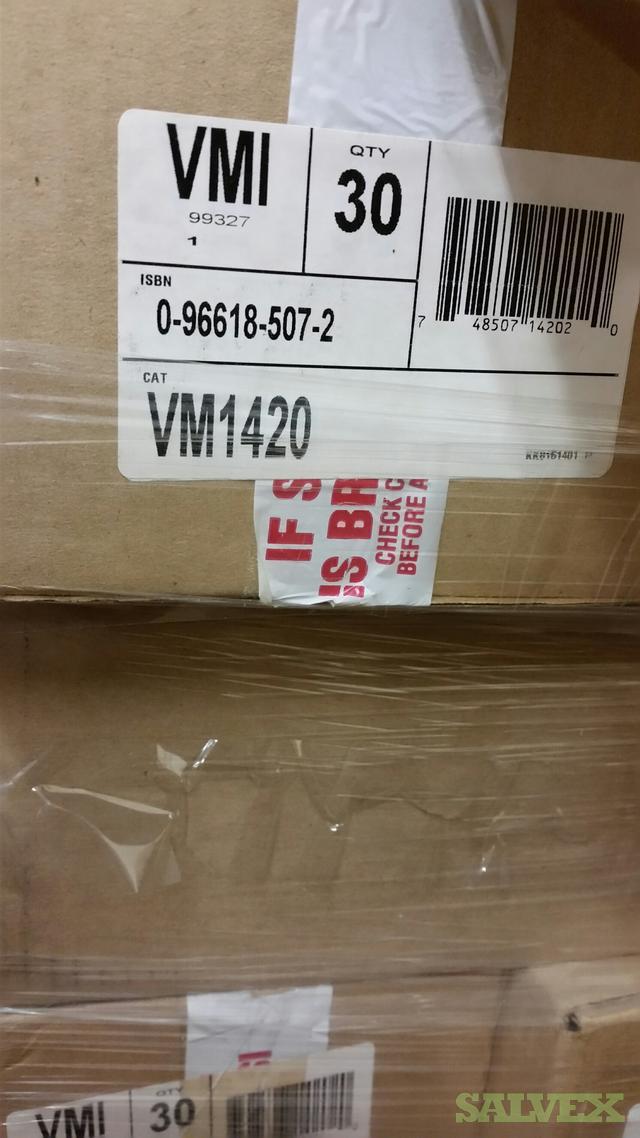 VMI
99327
1
QTY
30
7 48507 14202 0
ISBN
0-96618-507-2
CAT
VM1420
IF S
IS BR
CHECK C
BEFORE A
VMI
QTY
30
SALVEX